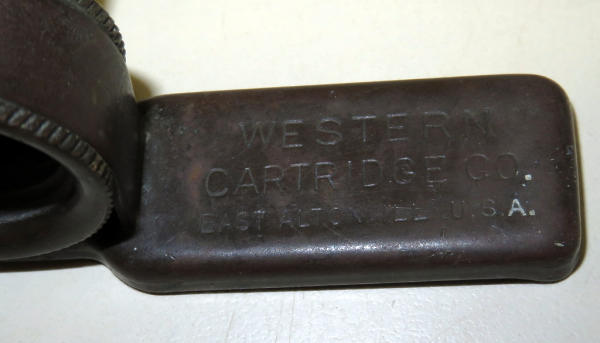 WESTERN
CARTRIDGE CO.
EAST ALTON, ILL. U.S.A.